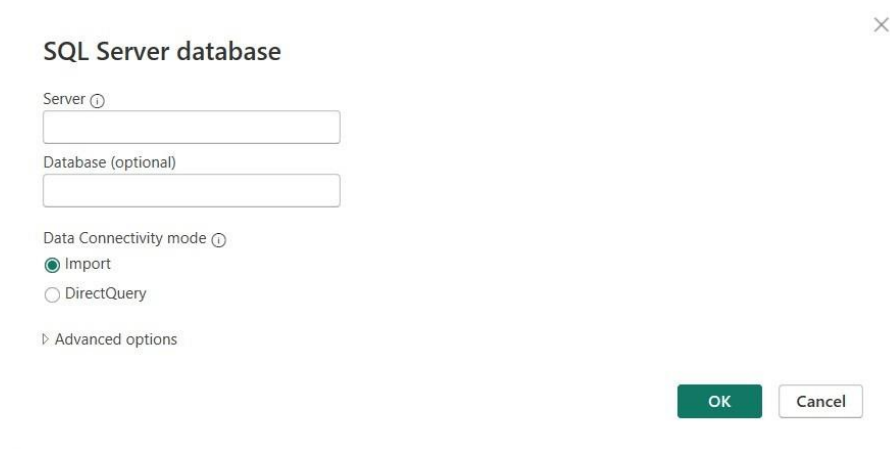 SQL Server database
Server
Database (optional)
Data Connectivity mode
Import
DirectQuery
Advanced options
OK Cancel